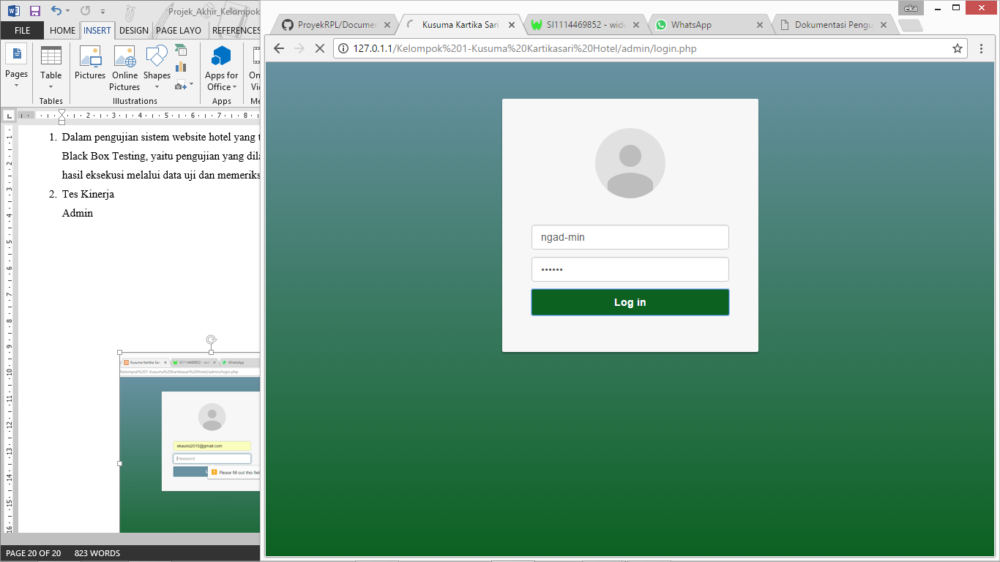 Projek_Akhir_Kelompok
FILE HOME INSERT DESIGN PAGE LAYO REFERENCES
Pages
Table
Pictures
Online Pictures
Shapes
Apps for Office
Tables
Illustrations
Apps
1. Dalam pengujian sistem website hotel yang
Black Box Testing, yaitu pengujian yang
hasil eksekusi melalui data uji dan
2. Tes Kinerja
Admin
Kusuma Kartika Sari
SI1114469852 - wid
WhatsApp
Kelompok%201-Kusuma%20Kartikasari%20Hotel/admin/login.php
ekauns2015@gmail.com
Password
Please fill out this field
PAGE 20 OF 20 823 WORDS
eka
ProyekRPL/Documen
Kusuma Kartika Sari
SI1114469852 - widu
WhatsApp
Dokumentasi Penguj
127.0.1.1/Kelompok%201-Kusuma%20Kartikasari%20Hotel/admin/login.php
ngad-min
••••••
Log in